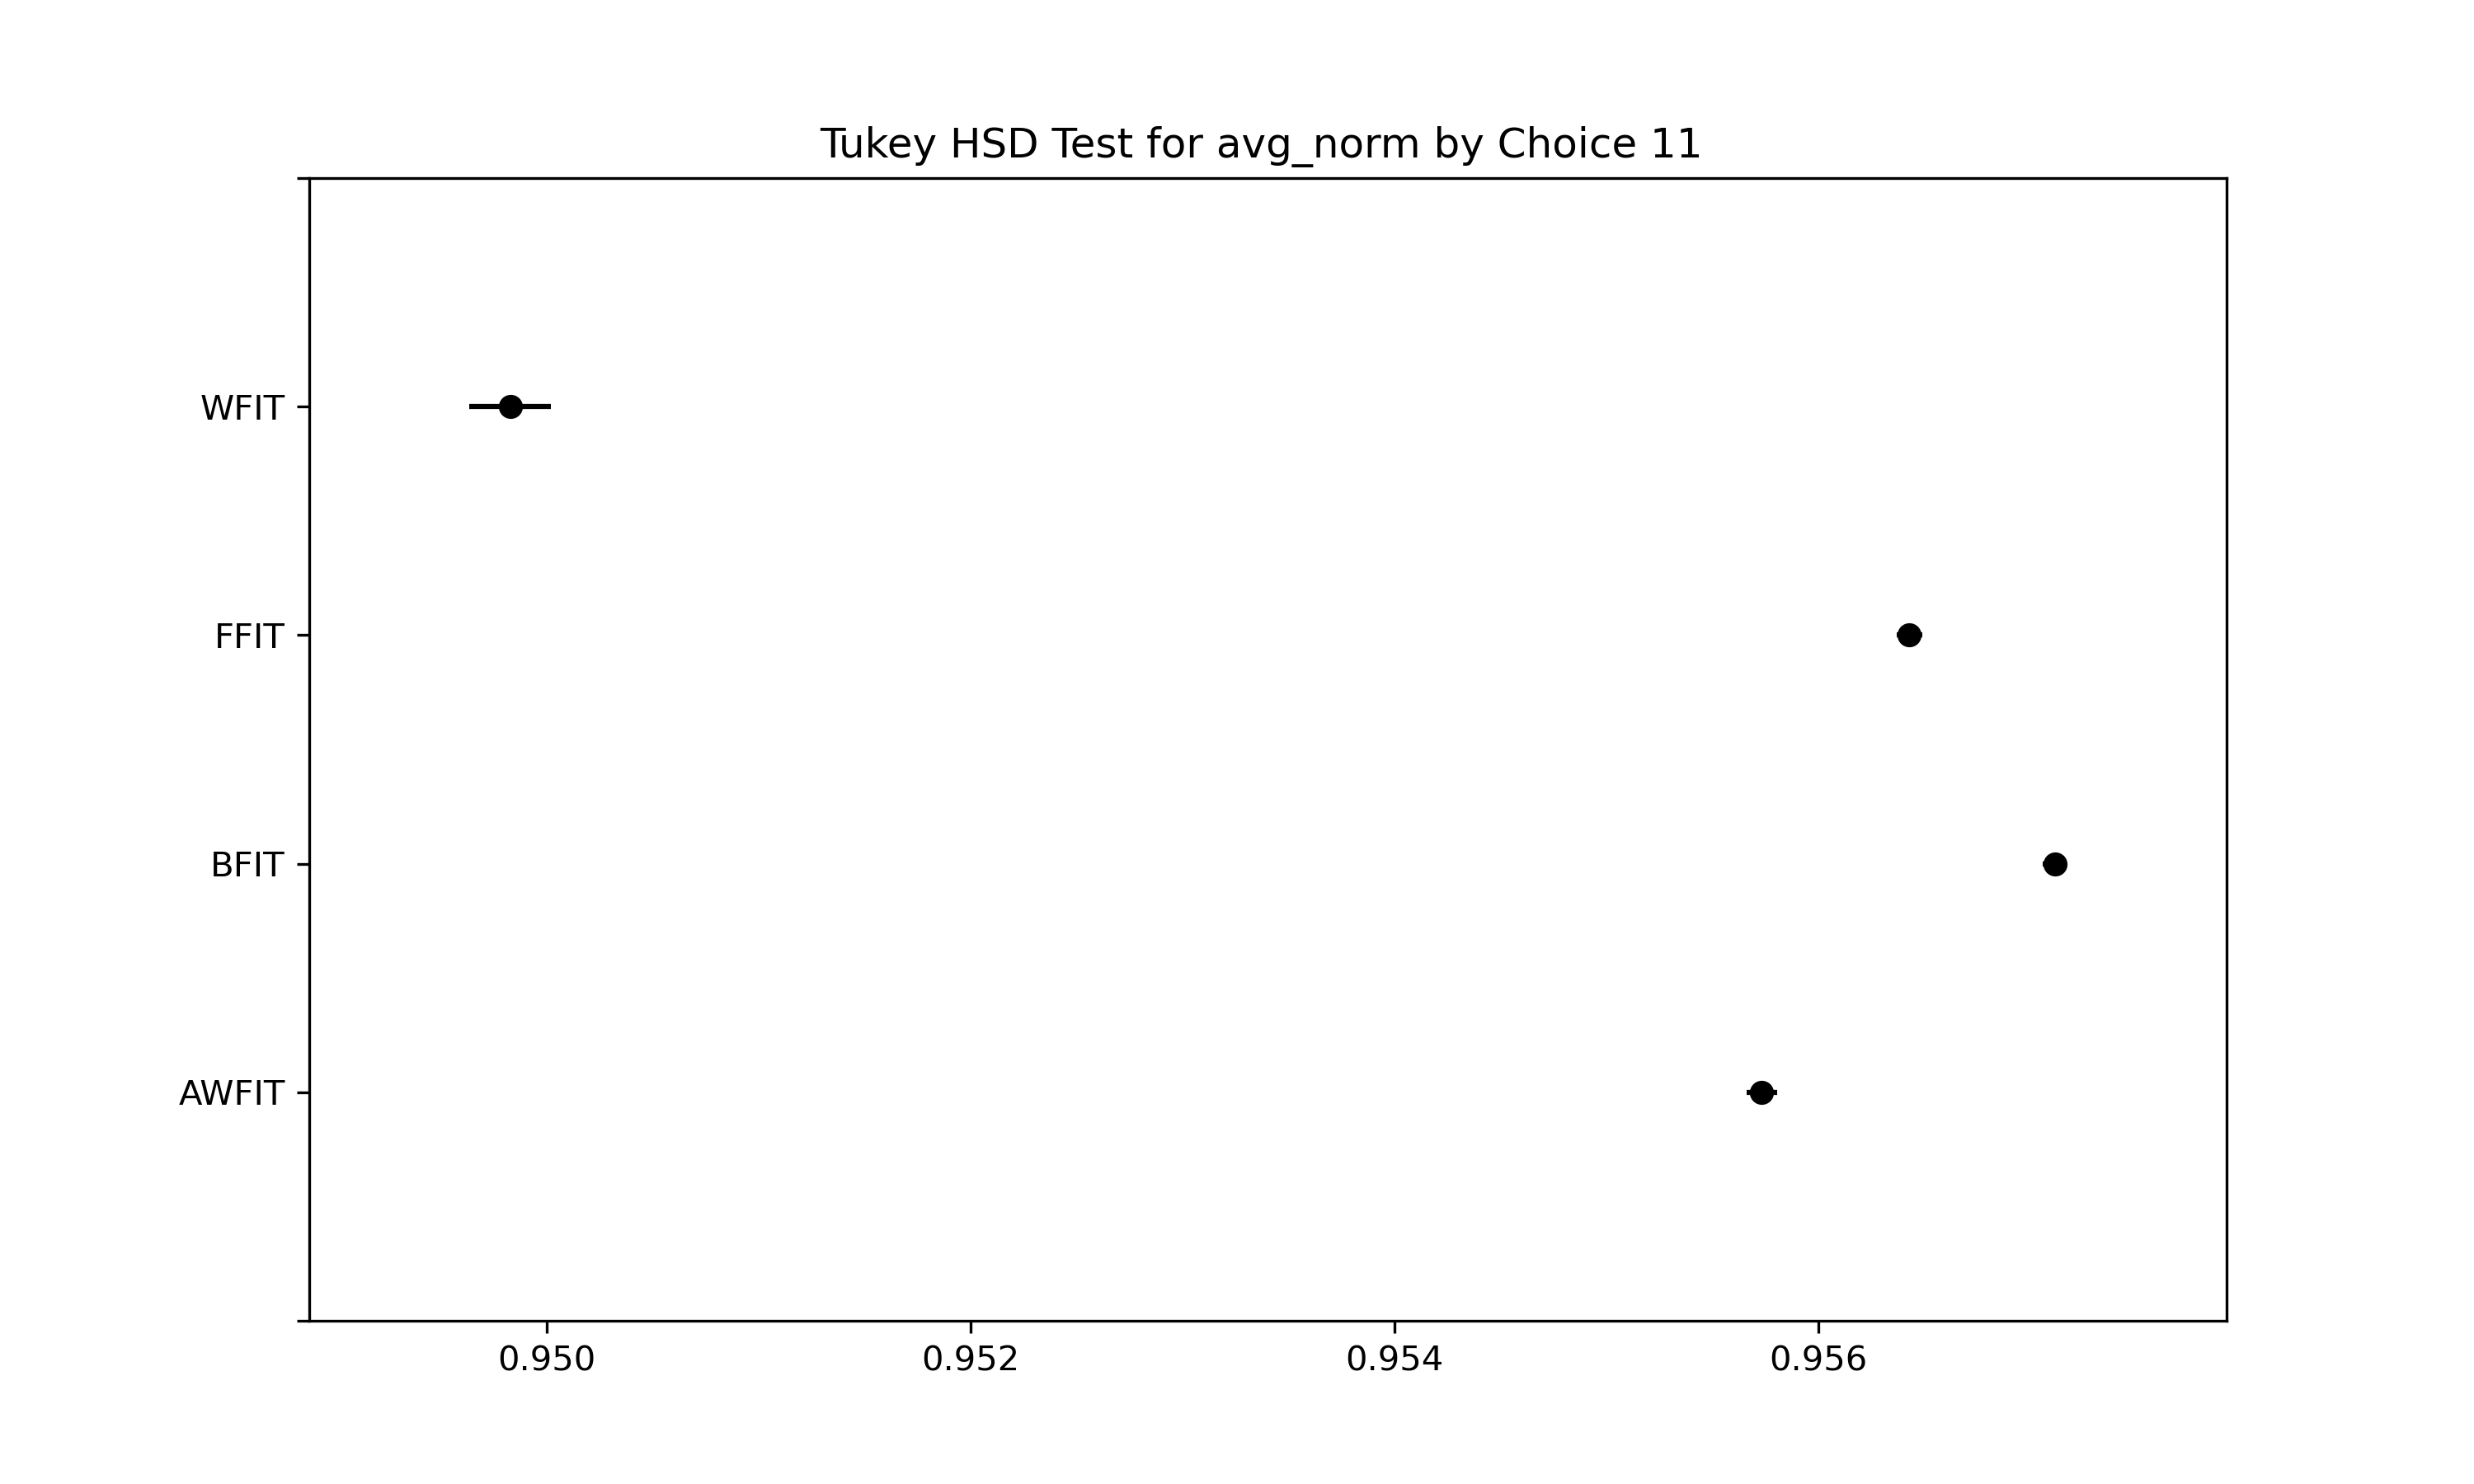 Tukey HSD Test for avg_norm by Choice 11
WFIT
FFIT
BFIT
AWFIT
0.950 0.952 0.954 0.956